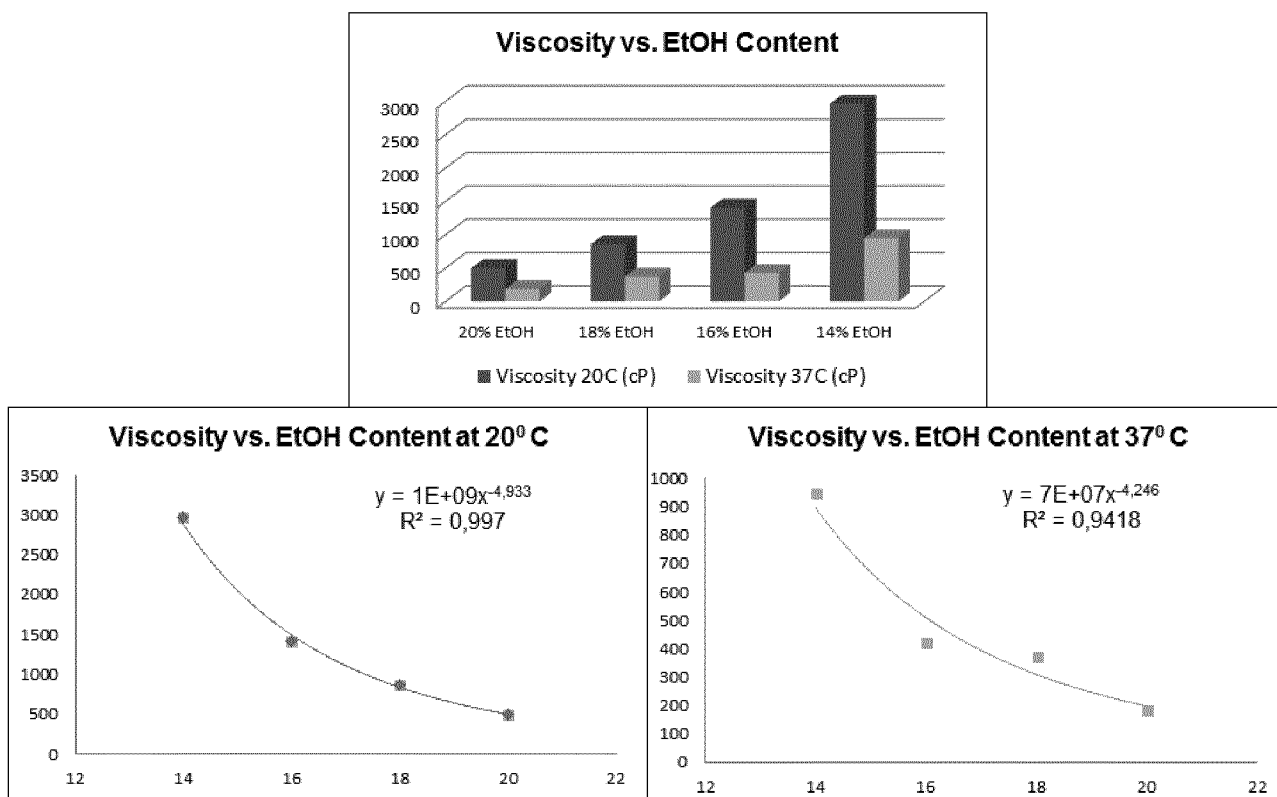 Viscosity vs. EtOH Content
3000
2500
2000
1500
1000
500
0
20% EtOH 18% EtOH 16% EtOH 14% EtOH
Viscosity 20C (cP) Viscosity 37C (cP)
Viscosity vs. EtOH Content at 20⁰ C
y = 1E+09x⁻⁴,⁹³³
R² = 0,997
3500
3000
2500
2000
1500
1000
500
0
12 14 16 18 20 22
Viscosity vs. EtOH Content at 37⁰ C
y = 7E+07x⁻⁴,²⁴⁶
R² = 0,9418
1000
900
800
700
600
500
400
300
200
100
0
12 14 16 18 20 22